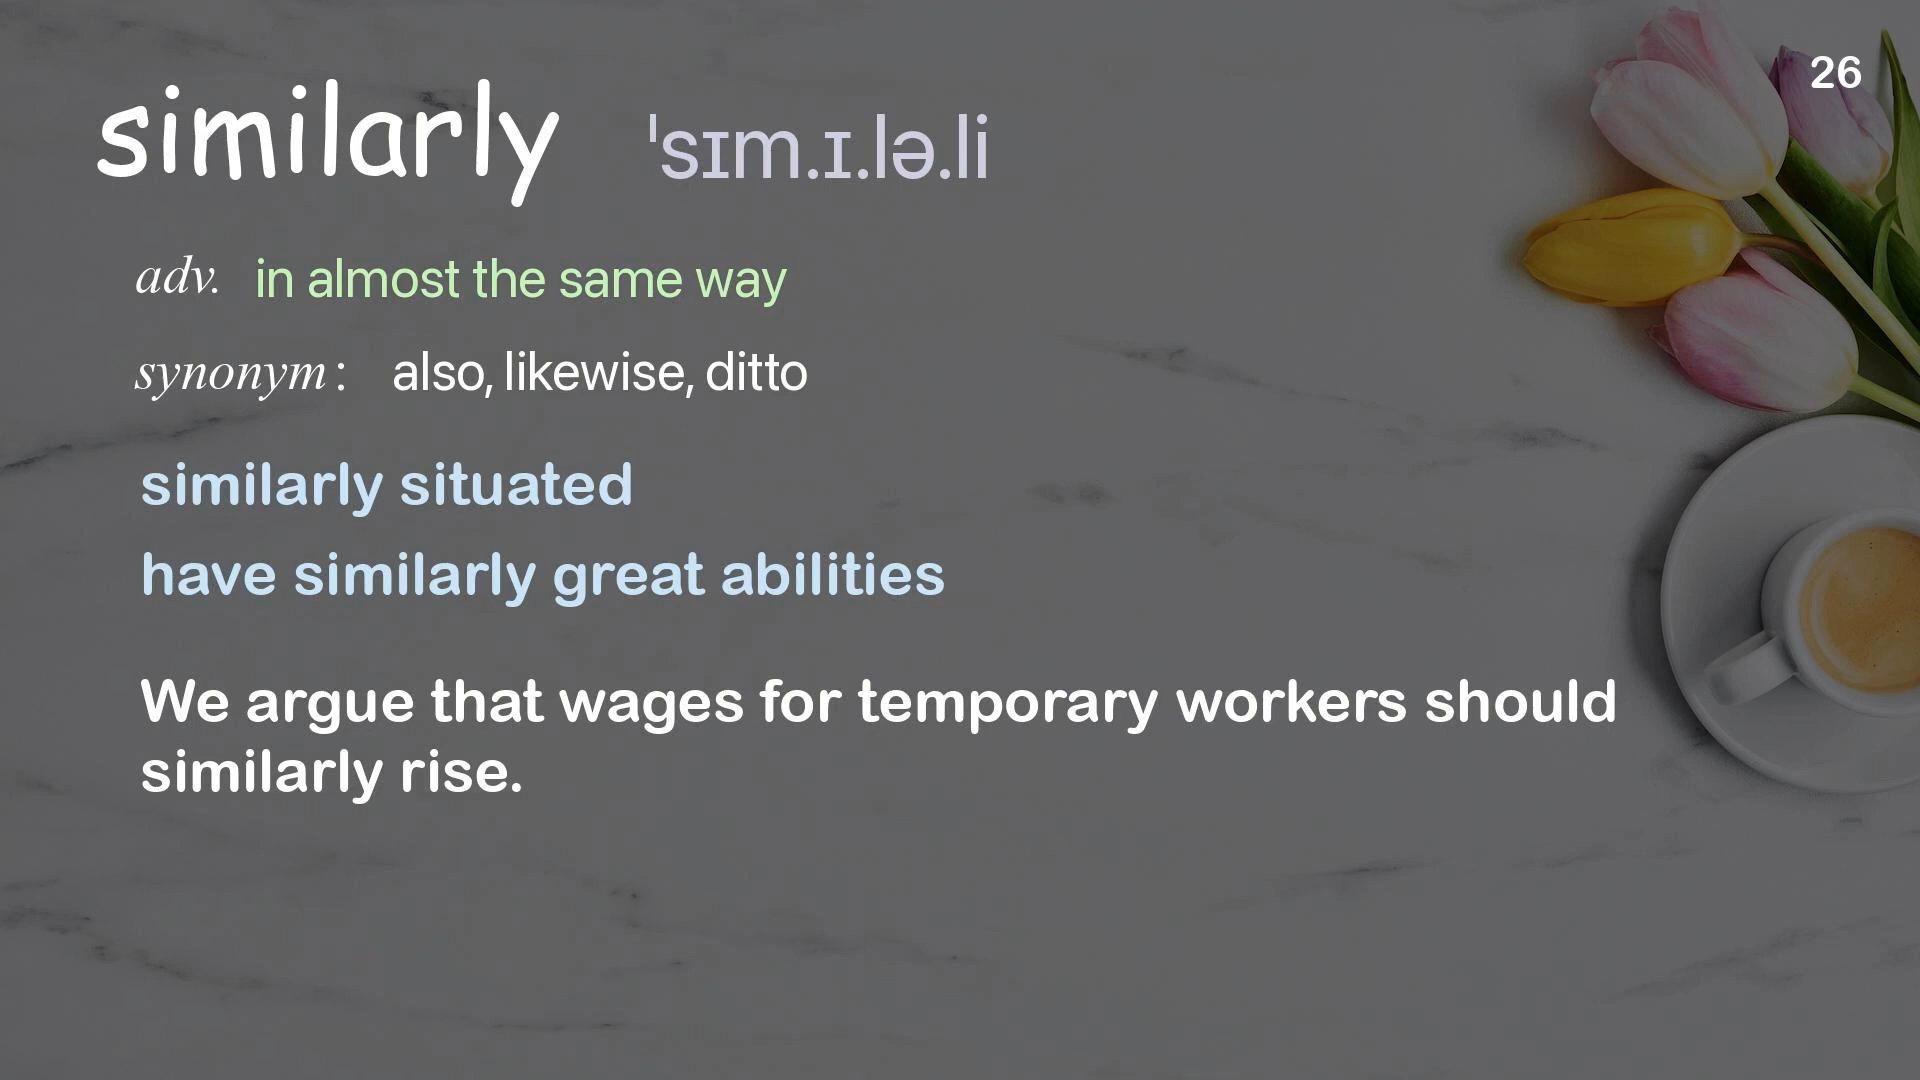 26
similarly ˈsɪm.ɪ.lə.li
adv. in almost the same way
synonym: also, likewise, ditto
similarly situated
have similarly great abilities
We argue that wages for temporary workers should
similarly rise.